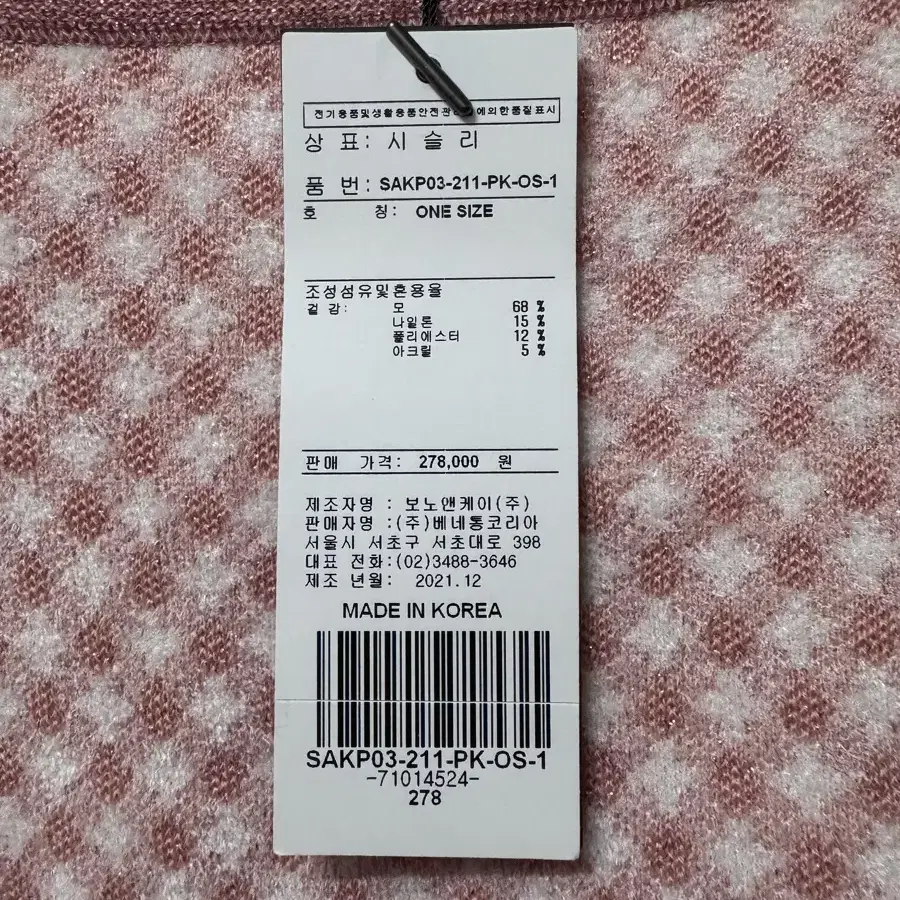 전기용품및생활용품안전관 에의한품질표시
상 표: 시 슬 리
품 번: SAKP03-211-PK-OS-1
호 칭: ONE SIZE
조성섬유및혼용율
겉 감: 모 68 %
나일론 15 %
폴리에스터 12 %
아크릴 5 %
판매 가격: 278,000 원
제조자명 : 보노앤케이(주)
판매자명 :(주)베네통코리아
서울시 서초구 서초대로 398
대표 전화:(02)3488-3646
제조 년월: 2021.12
MADE IN KOREA
SAKP03-211-PK-OS-1
-71014524-
278